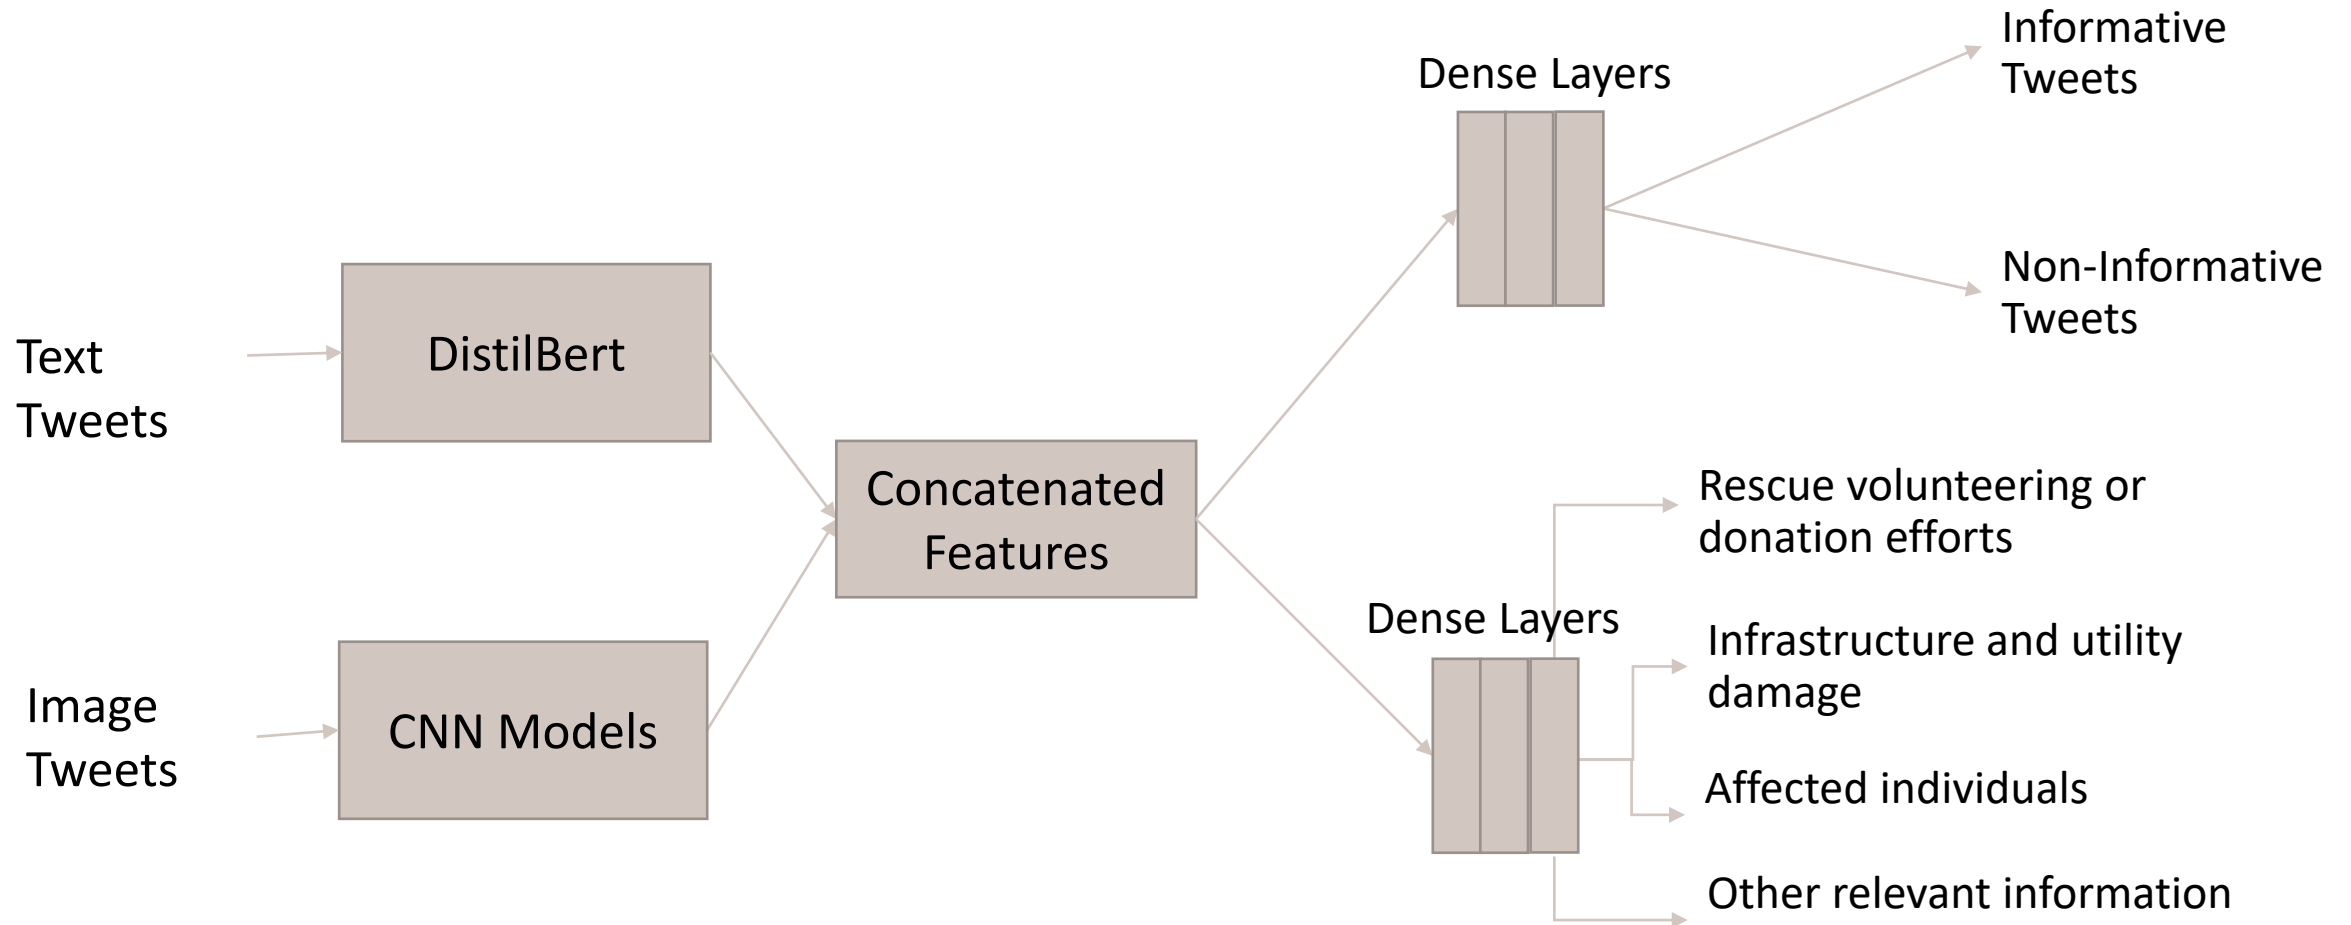 Text
Tweets
Image
Tweets
DistilBert
CNN Models
Concatenated
Features
Dense Layers
Informative
Tweets
Non-Informative
Tweets
Dense Layers
Rescue volunteering or
donation efforts
Infrastructure and utility
damage
Affected individuals
Other relevant information